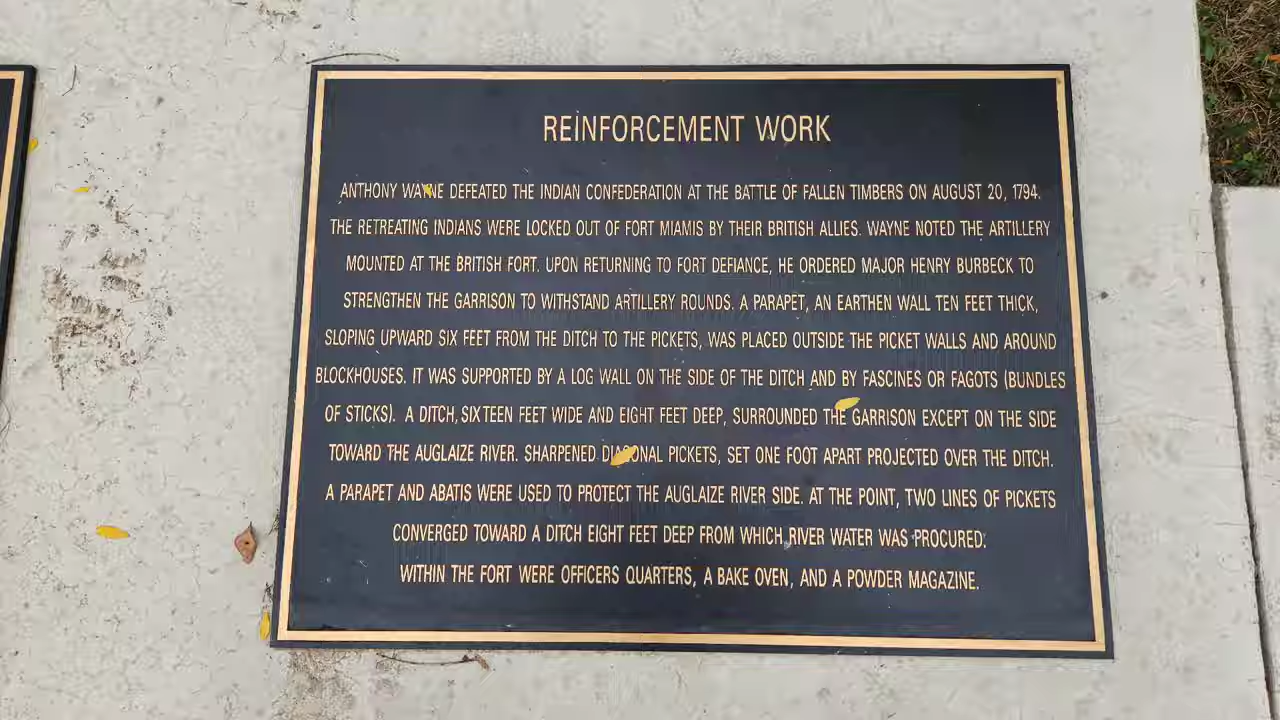 REINFORCEMENT WORK
ANTHONY WAYNE DEFEATED THE INDIAN CONFEDERATION AT THE BATTLE OF FALLEN TIMBERS ON AUGUST 20, 1794.
THE RETREATING INDIANS WERE LOCKED OUT OF FORT MIAMIS BY THEIR BRITISH ALLIES. WAYNE NOTED THE ARTILLERY
MOUNTED AT THE BRITISH FORT. UPON RETURNING TO FORT DEFIANCE, HE ORDERED MAJOR HENRY BURBECK TO
STRENGTHEN THE GARRISON TO WITHSTAND ARTILLERY ROUNDS. A PARAPET, AN EARTHEN WALL TEN FEET THICK,
SLOPING UPWARD SIX FEET FROM THE DITCH TO THE PICKETS, WAS PLACED OUTSIDE THE PICKET WALLS AND AROUND
BLOCKHOUSES. IT WAS SUPPORTED BY A LOG WALL ON THE SIDE OF THE DITCH AND BY FASCINES OR FAGOTS (BUNDLES
OF STICKS). A DITCH, SIXTEEN FEET WIDE AND EIGHT FEET DEEP, SURROUNDED THE GARRISON EXCEPT ON THE SIDE
TOWARD THE AUGLAIZE RIVER. SHARPENED DIAGONAL PICKETS, SET ONE FOOT APART PROJECTED OVER THE DITCH.
A PARAPET AND ABATIS WERE USED TO PROTECT THE AUGLAIZE RIVER SIDE. AT THE POINT, TWO LINES OF PICKETS
CONVERGED TOWARD A DITCH EIGHT FEET DEEP FROM WHICH RIVER WATER WAS PROCURED.
WITHIN THE FORT WERE OFFICERS QUARTERS, A BAKE OVEN, AND A POWDER MAGAZINE.